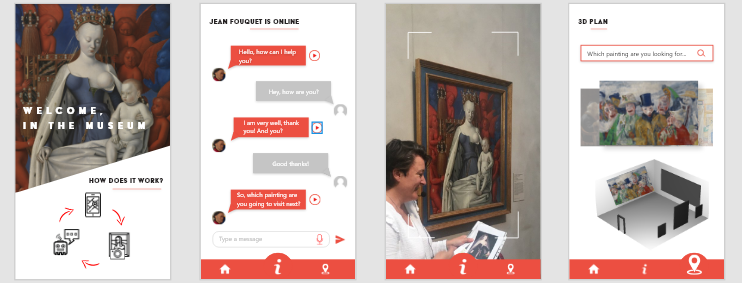 WELCOME,
IN THE MUSEUM
HOW DOES IT WORK?
JEAN FOUQUET IS ONLINE
Hello, how can I help
you?
Hey, how are you?
I am very well, thank
you! And you?
Good thanks!
So, which painting are
you going to visit next?
Type a message
i
i
3D PLAN
Which painting are you looking for...
i